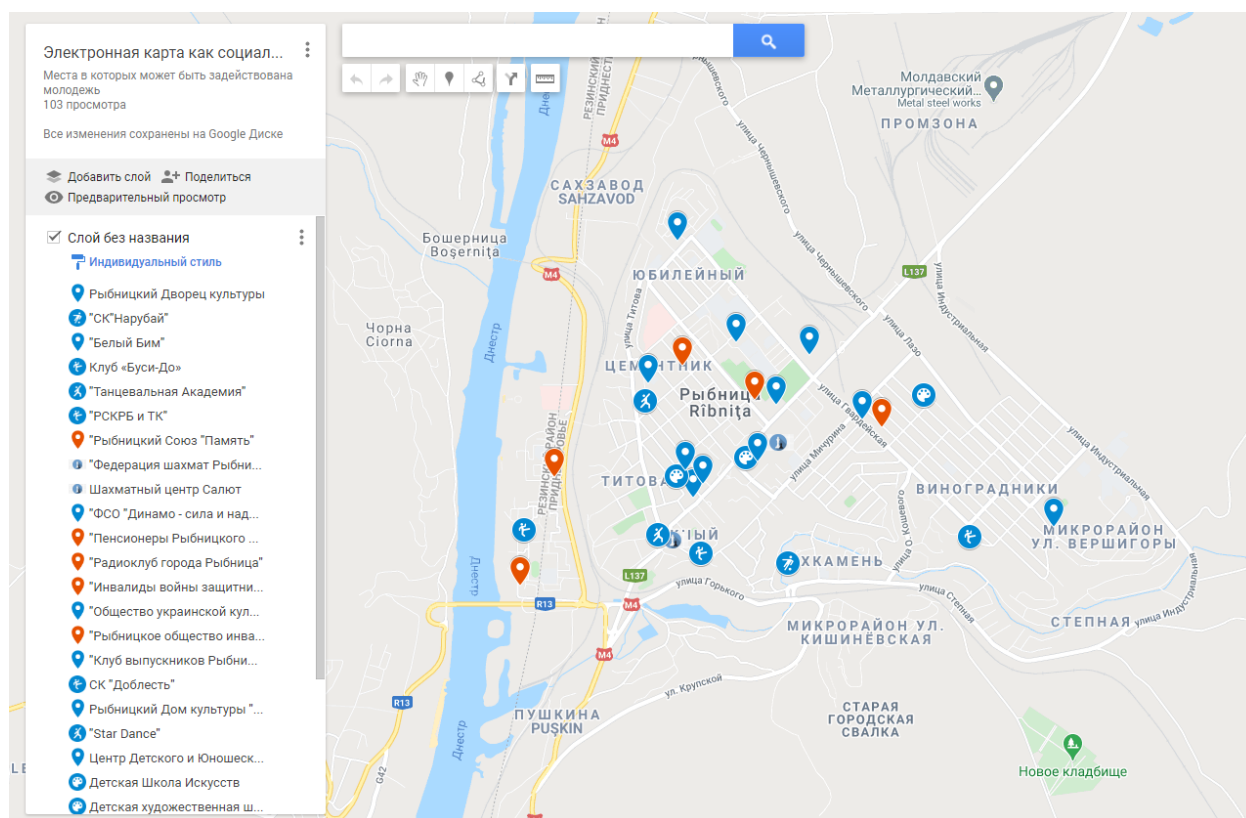 Электронная карта как социал...
Места в которых может быть задействована
молодежь
103 просмотра
Все изменения сохранены на Google Диске
Добавить слой Поделиться
Предварительный просмотр
Слой без названия
Индивидуальный стиль
Рыбницкий Дворец культуры
"СК"Нарубай"
"Белый Бим"
Клуб «Буси-До»
"Танцевальная Академия"
"РСКРБ и ТК"
"Рыбницкий Союз "Память"
"Федерация шахмат Рыбни...
Шахматный центр Салют
"ФСО "Динамо - сила и над...
"Пенсионеры Рыбницкого ...
"Радиоклуб города Рыбница"
"Инвалиды войны защитни...
"Общество украинской кул...
"Рыбницкое общество инва...
"Клуб выпускников Рыбни...
СК "Доблесть"
Рыбницкий Дом культуры "...
"Star Dance"
Центр Детского и Юношеск...
Детская Школа Искусств
Детская художественная ш...
Днестр
РЕЗИНСКИЙ
ПРИДНЕСТ
M4
улица Чернышевского
Молдавский
Металлургический...
Metal steel works
ПРОМЗОНА
САХЗАВОД
SAHZAVOD
Бошерница
Boşerniţa
M4
ЮБИЛЕЙНЫЙ
улица Чернышевского
L137
улица Индустриальная
улица Титова
улица Лазо
Чорна
Ciorna
Днестр
ЦЕМЕНТНИК
Рыбница
Rîbniţa
улица Гвардейская
улица Мичурина
РЕЗИНСКИЙ РАЙОН
ПРИДНЕСТРОВЬЕ
ТИТОВА
ВИНОГРАДНИКИ
улица Индустриальная
МИКРОРАЙОН
УЛ. ВЕРШИГОРЫ
О. Кошевого
Днестр
L137
R13
M4
улица Горького
ХКАМЕНЬ
улица Степная
СТЕПНАЯ
улица Индустриальная
МИКРОРАЙОН УЛ.
КИШИНЁВСКАЯ
M4
ул. Крупской
R13
ПУШКИНА
PUŞKIN
СТАРАЯ
ГОРОДСКАЯ
СВАЛКА
Днестр
G42
Новое кладбище